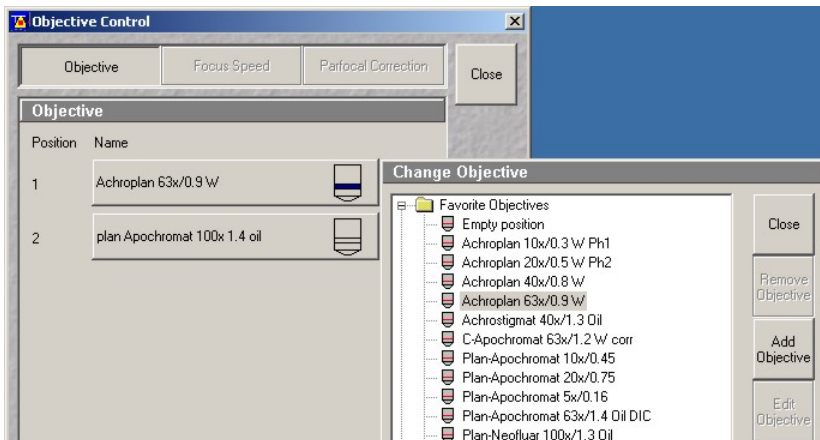 Objective Control
Objective
Focus Speed
Parfocal Correction
Close
Objective
Position Name
1 Achroplan 63x/0.9 W
2 plan Apochromat 100x 1.4 oil
Change Objective
Favorite Objectives
Empty position
Achroplan 10x/0.3 W Ph1
Achroplan 20x/0.5 W Ph2
Achroplan 40x/0.8 W
Achroplan 63x/0.9 W
Achrostigmat 40x/1.3 Oil
C-Apochromat 63x/1.2 W corr
Plan-Apochromat 10x/0.45
Plan-Apochromat 20x/0.75
Plan-Apochromat 5x/0.16
Plan-Apochromat 63x/1.4 Oil DIC
Plan-Neofluar 100x/1.3 Oil
Close
Remove
Objective
Add
Objective
Edit
Objective